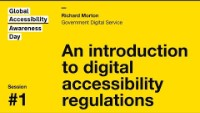 Global
Accessibility
Awareness
Day
Richard Morton
Government Digital Service
An introduction
to digital
accessibility
regulations
Session
#1